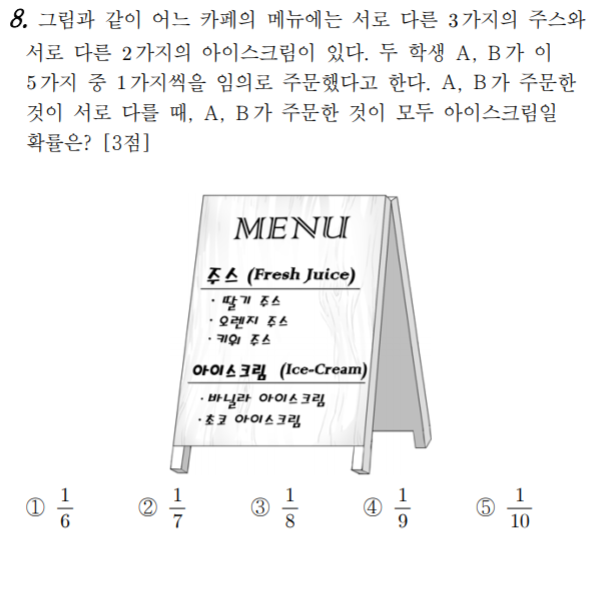 8. 그림과 같이 어느 카페의 메뉴에는 서로 다른 3가지의 주스와
서로 다른 2가지의 아이스크림이 있다. 두 학생 A, B가 이
5가지 중 1가지씩을 임의로 주문했다고 한다. A, B가 주문한
것이 서로 다를 때, A, B가 주문한 것이 모두 아이스크림일
확률은? [3점]
MENU
주스 (Fresh Juice)
· 딸기 주스
· 오렌지 주스
· 키위 주스
아이스크림 (Ice-Cream)
· 바닐라 아이스크림
· 초코 아이스크림
① 1/6 ② 1/7 ③ 1/8 ④ 1/9 ⑤ 1/10